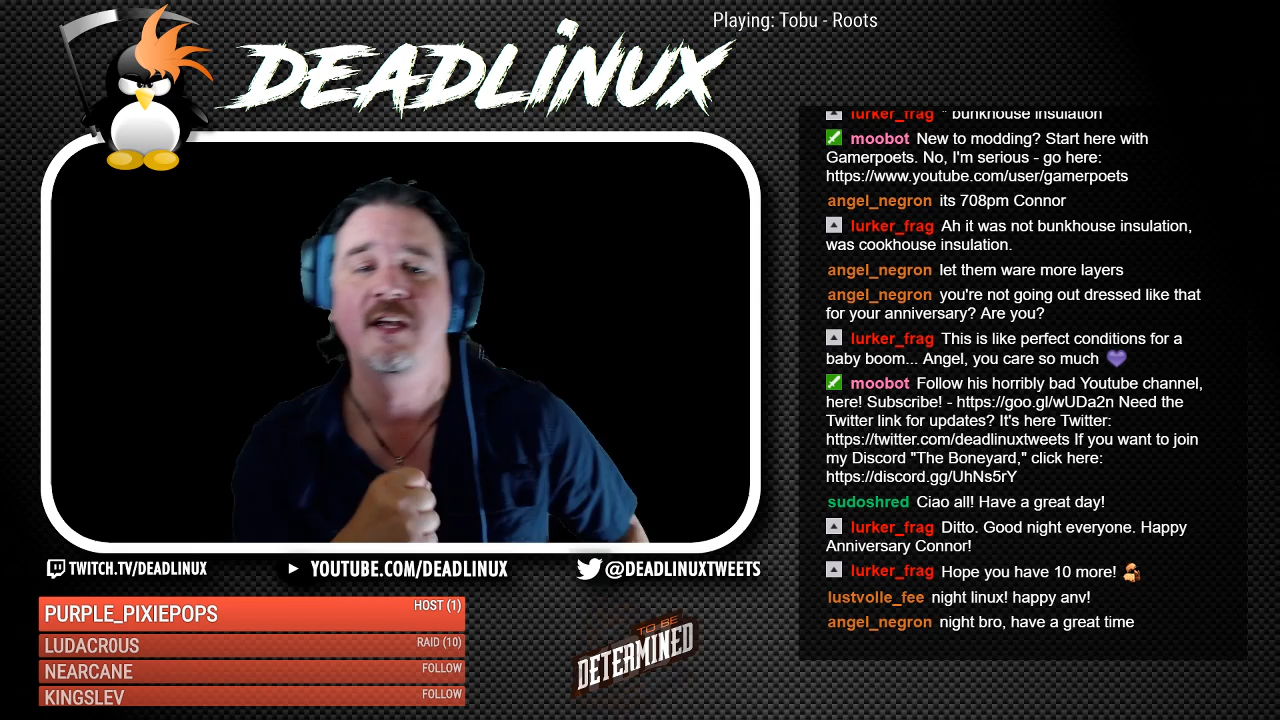 Playing: Tobu - Roots
DEADLINUX
lurker_frag * bunkhouse insulation
moobot New to modding? Start here with
Gamerpoets. No, I'm serious - go here:
https://www.youtube.com/user/gamerpoets
angel_negron its 708pm Connor
lurker_frag Ah it was not bunkhouse insulation,
was cookhouse insulation.
angel_negron let them ware more layers
angel_negron you're not going out dressed like that
for your anniversary? Are you?
lurker_frag This is like perfect conditions for a
baby boom... Angel, you care so much 💜
moobot Follow his horribly bad Youtube channel,
here! Subscribe! - https://goo.gl/wUDa2n Need the
Twitter link for updates? It's here Twitter:
https://twitter.com/deadlinuxtweets If you want to join
my Discord "The Boneyard," click here:
https://discord.gg/UhNs5rY
sudoshred Ciao all! Have a great day!
lurker_frag Ditto. Good night everyone. Happy
Anniversary Connor!
lurker_frag Hope you have 10 more!
lustvolle_fee night linux! happy anv!
angel_negron night bro, have a great time
TWITCH.TV/DEADLINUX
YOUTUBE.COM/DEADLINUX
@DEADLINUXTWEETS
PURPLE_PIXIEPOPS HOST (1)
LUDACR0US RAID (10)
NEARCANE FOLLOW
KINGSLEV FOLLOW
TO BE
DETERMINED